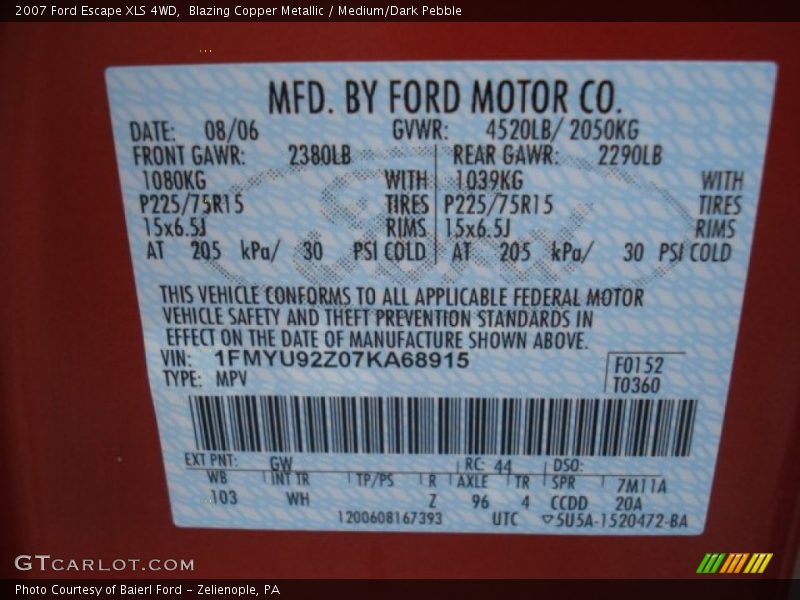 2007 Ford Escape XLS 4WD, Blazing Copper Metallic / Medium/Dark Pebble
MFD. BY FORD MOTOR CO.
DATE: 08/06 GVWR: 4520LB/ 2050KG
FRONT GAWR: 2380LB REAR GAWR: 2290LB
1080KG WITH 1039KG WITH
P225/75R15 TIRES P225/75R15 TIRES
15x6.5J RIMS 15x6.5J RIMS
AT 205 kPa/ 30 PSI COLD AT 205 kPa/ 30 PSI COLD
THIS VEHICLE CONFORMS TO ALL APPLICABLE FEDERAL MOTOR
VEHICLE SAFETY AND THEFT PREVENTION STANDARDS IN
EFFECT ON THE DATE OF MANUFACTURE SHOWN ABOVE.
VIN: 1FMYU92Z07KA68915 F0152
TYPE: MPV T0360
EXT PNT: GW RC: 44 DSO:
WB INT TR TP/PS R AXLE TR SPR 7M11A
103 WH Z 96 4 CCDD 20A
1200608167393 UTC ▽5U5A-1520472-BA
GTCARLOT.COM
Photo Courtesy of Baierl Ford - Zelienople, PA